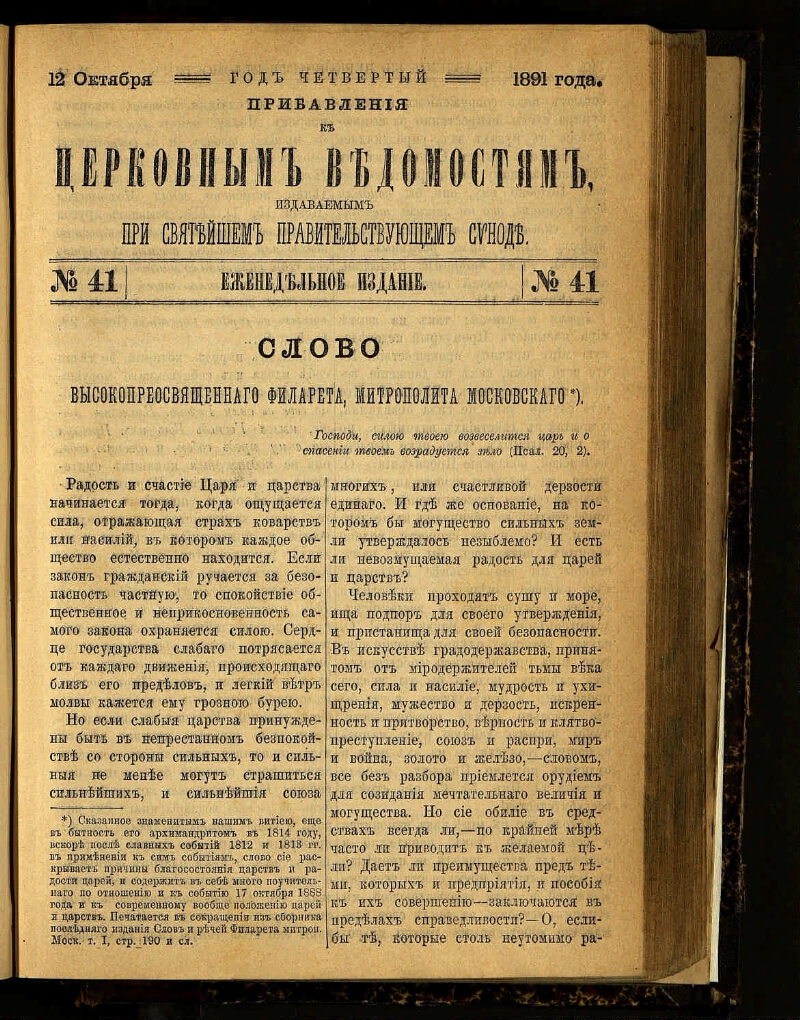 12 Октября ГОДЪ ЧЕТВЕРТЫЙ 1891 года.
ПРИБАВЛЕНІЯ
КЪ
ЦЕРКОВНЫМЪ ВѢДОМОСТЯМЪ,
ИЗДАВАЕМЫМЪ
ПРИ СВЯТѢЙШЕМЪ ПРАВИТЕЛЬСТВУЮЩЕМЪ СѴНОДѢ.
№ 41 ЕЖЕНЕДѢЛЬНОЕ ИЗДАНІЕ. № 41
СЛОВО
ВЫСОКОПРЕОСВЯЩЕННАГО ФИЛАРЕТА, МИТРОПОЛИТА МОСКОВСКАГО *).
Господи, силою твоею возвеселится царь и о
спасеніи твоемъ возрадуется зѣло (Псал. 20, 2).
Радость и счастіе Царя и царства
начинается тогда, когда ощущается
сила, отражающая страхъ коварствъ
или насилій, въ которомъ каждое об-
щество естественно находится. Если
законъ гражданскій ручается за безо-
пасность частную, то спокойствіе об-
щественное и неприкосновенность са-
мого закона охраняется силою. Серд-
це государства слабаго потрясается
отъ каждаго движенія, происходящаго
близъ его предѣловъ, и легкій вѣтръ
молвы кажется ему грозною бурею.
Но если слабыя царства принужде-
ны быть въ непрестанномъ безпокой-
ствѣ со стороны сильныхъ, то и силь-
ныя не менѣе могутъ страшиться
сильнѣйшихъ, и сильнѣйшія союза
*) Сказанное знаменитымъ нашимъ витіею, еще
въ бытность его архимандритомъ въ 1814 году,
вскорѣ послѣ славныхъ событій 1812 и 1813 гг.
въ примѣненіи къ симъ событіямъ, слово сіе рас-
крываетъ причины благосостоянія царствъ и ра-
дости царей, и содержитъ въ себѣ много поучитель-
наго по отношенію и къ событію 17 октября 1888
года и къ современному вообще положенію царей
и царствъ. Печатается въ сокращеніи изъ сборника
послѣдняго изданія Словъ и рѣчей Филарета митроп.
Моск. т. I, стр. 190 и сл.
многихъ, или счастливой дерзости
единаго. И гдѣ же основаніе, на ко-
торомъ бы могущество сильныхъ зем-
ли утверждалось незыблемо? И есть
ли невозмущаемая радость для царей
и царствъ?
Человѣки проходятъ сушу и море,
ища подпоръ для своего утвержденія,
и пристанища для своей безопасности.
Въ искусствѣ градодержавства, приня-
томъ отъ міродержителей тьмы вѣка
сего, сила и насиліе, мудрость и ухи-
щренія, мужество и дерзость, искрен-
ность и притворство, вѣрность и клятво-
преступленіе, союзъ и распри, миръ
и война, золото и желѣзо,—словомъ,
все безъ разбора пріемлется орудіемъ
для созиданія мечтательнаго величія и
могущества. Но сіе обиліе въ сред-
ствахъ всегда ли,—по крайней мѣрѣ
часто ли приводитъ къ желаемой цѣ-
ли? Даетъ ли преимущества предъ тѣ-
ми, которыхъ и предпріятія, и пособія
къ ихъ совершенію—заключаются въ
предѣлахъ справедливости?—О, если-
бы тѣ, которые столь неутомимо ра-